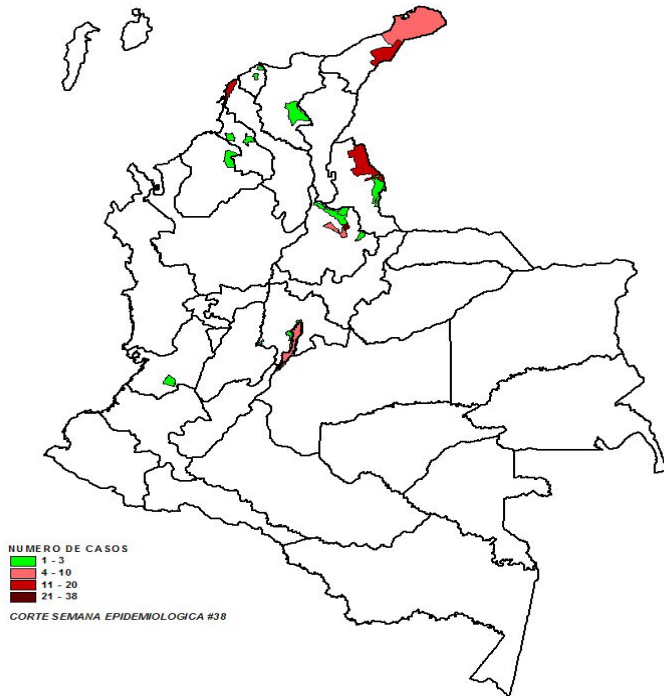 NUMERO DE CASOS
1 - 3
4 - 10
11 - 20
21 - 38
CORTE SEMANA EPIDEMIOLOGICA #38